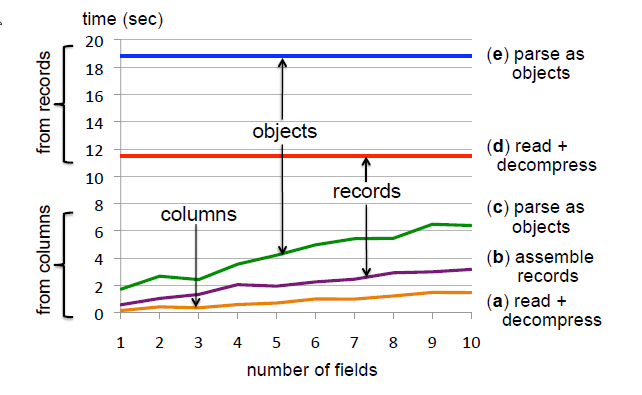 time (sec)
20
18
16
14
12
10
8
6
4
2
0
from records
from columns
objects
records
columns
(e) parse as
objects
(d) read +
decompress
(c) parse as
objects
(b) assemble
records
(a) read +
decompress
1 2 3 4 5 6 7 8 9 10
number of fields